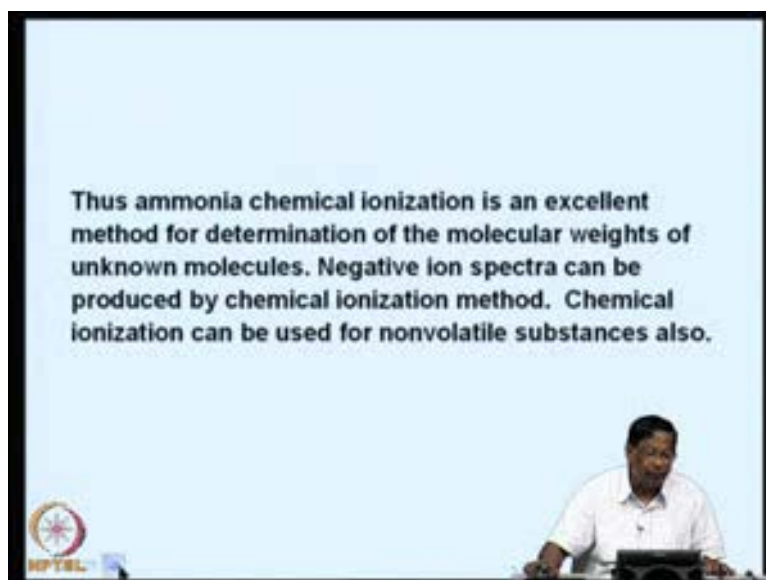 Thus ammonia chemical ionization is an excellent
method for determination of the molecular weights of
unknown molecules. Negative ion spectra can be
produced by chemical ionization method. Chemical
ionization can be used for nonvolatile substances also.
NPTEL